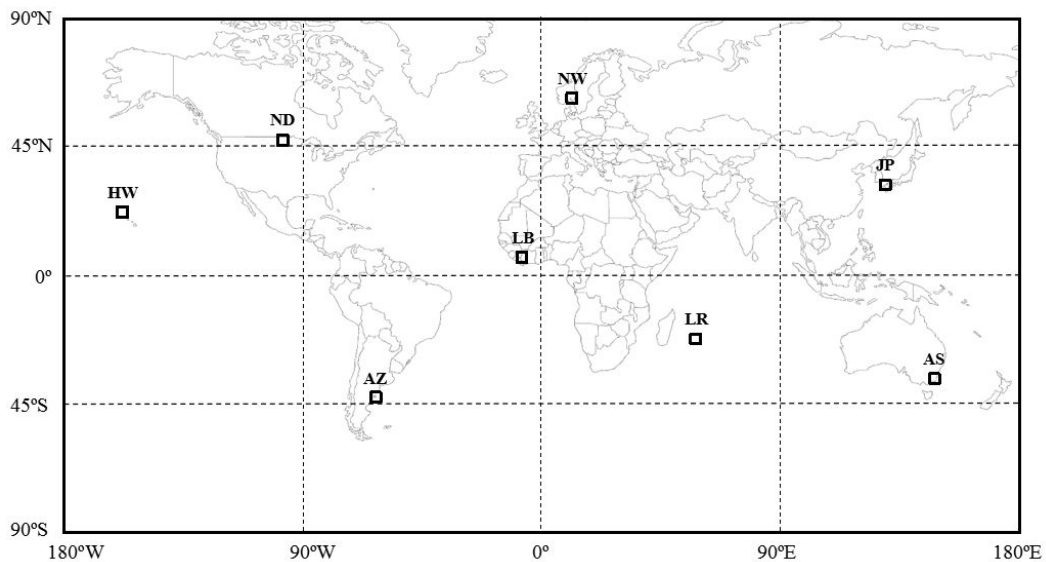 90ºN
NW
ND
45ºN
JP
HW
LB
0º
LR
AS
AZ
45ºS
90ºS
180ºW 90ºW 0º 90ºE 180ºE